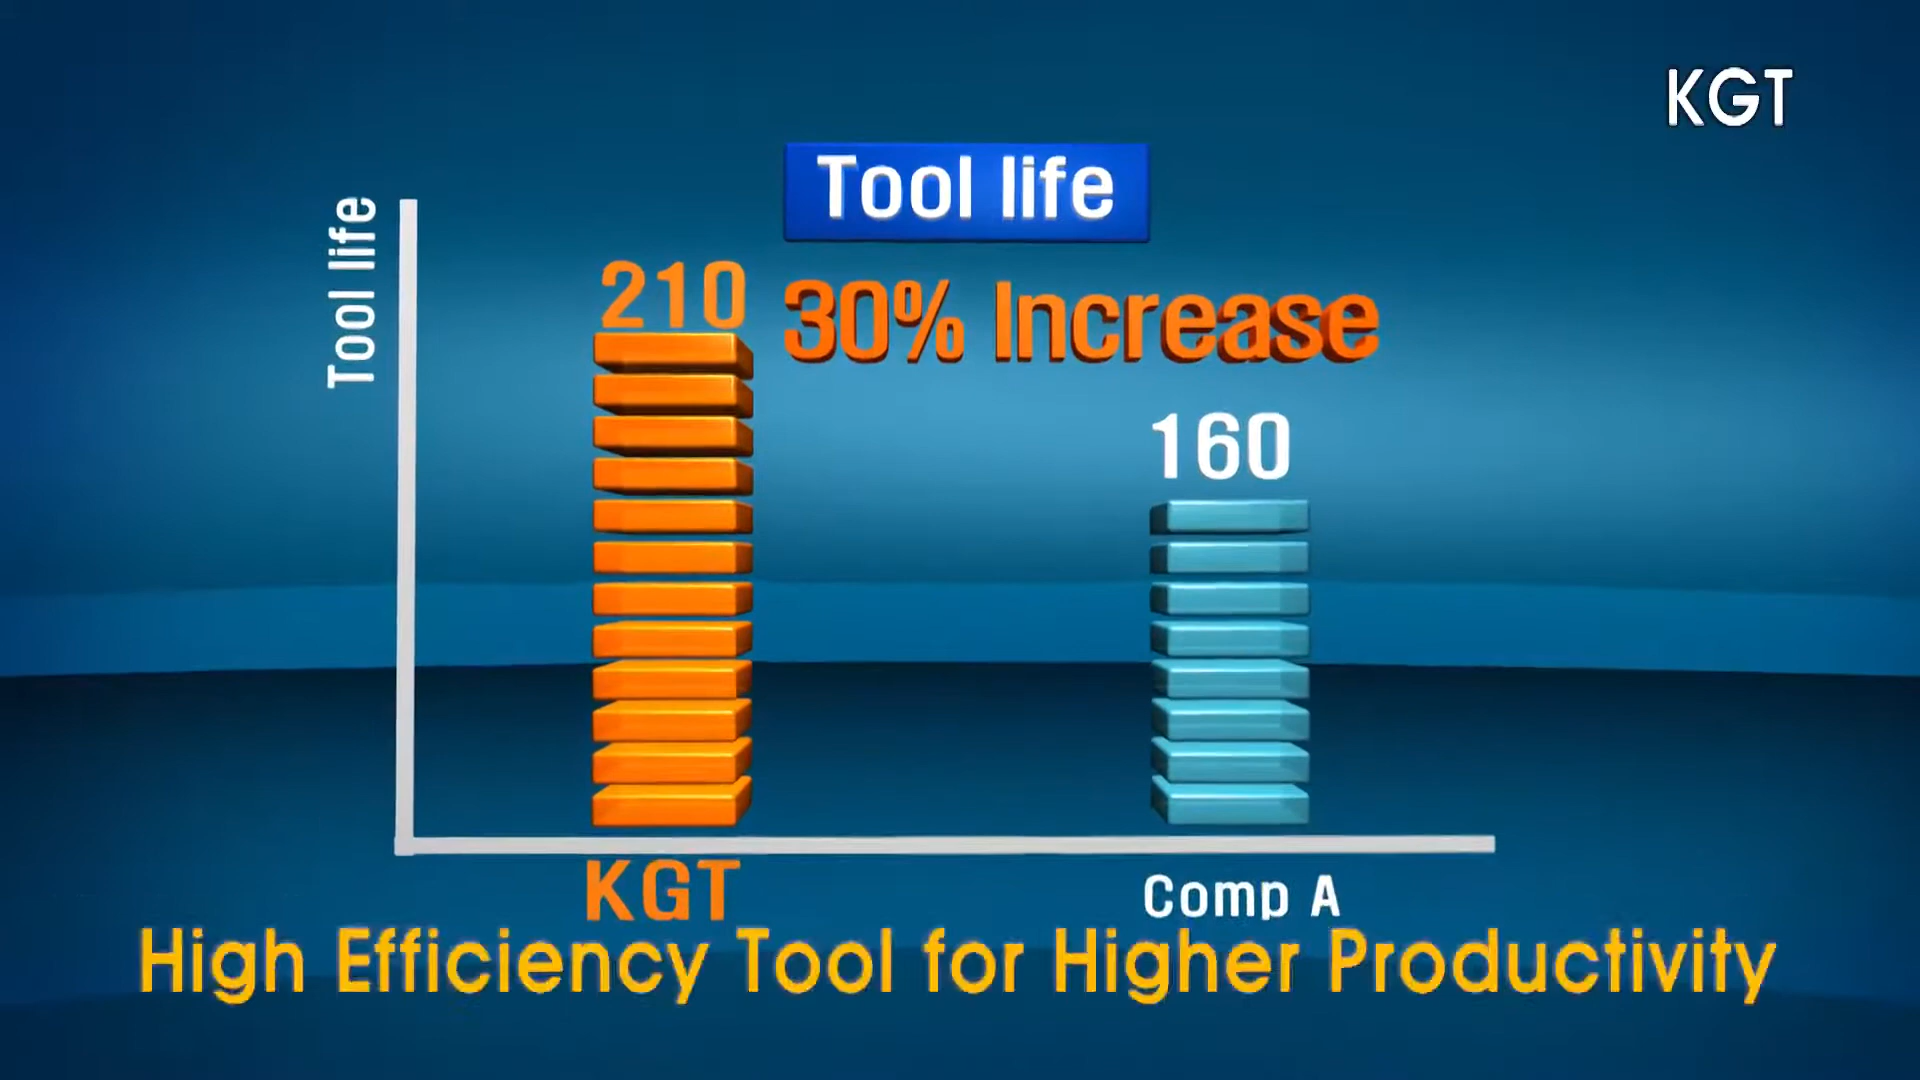 KGT
Tool life
Tool life
210
30% Increase
160
KGT
Comp A
High Efficiency Tool for Higher Productivity